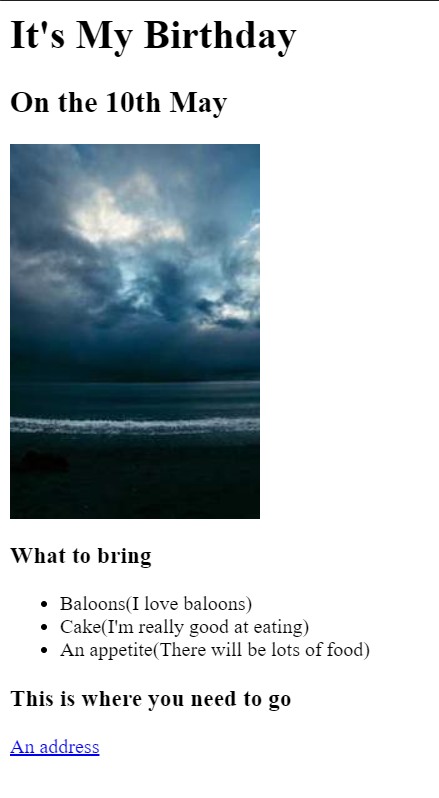 It's My Birthday
On the 10th May
What to bring
Baloons(I love baloons)
Cake(I'm really good at eating)
An appetite(There will be lots of food)
This is where you need to go
An address